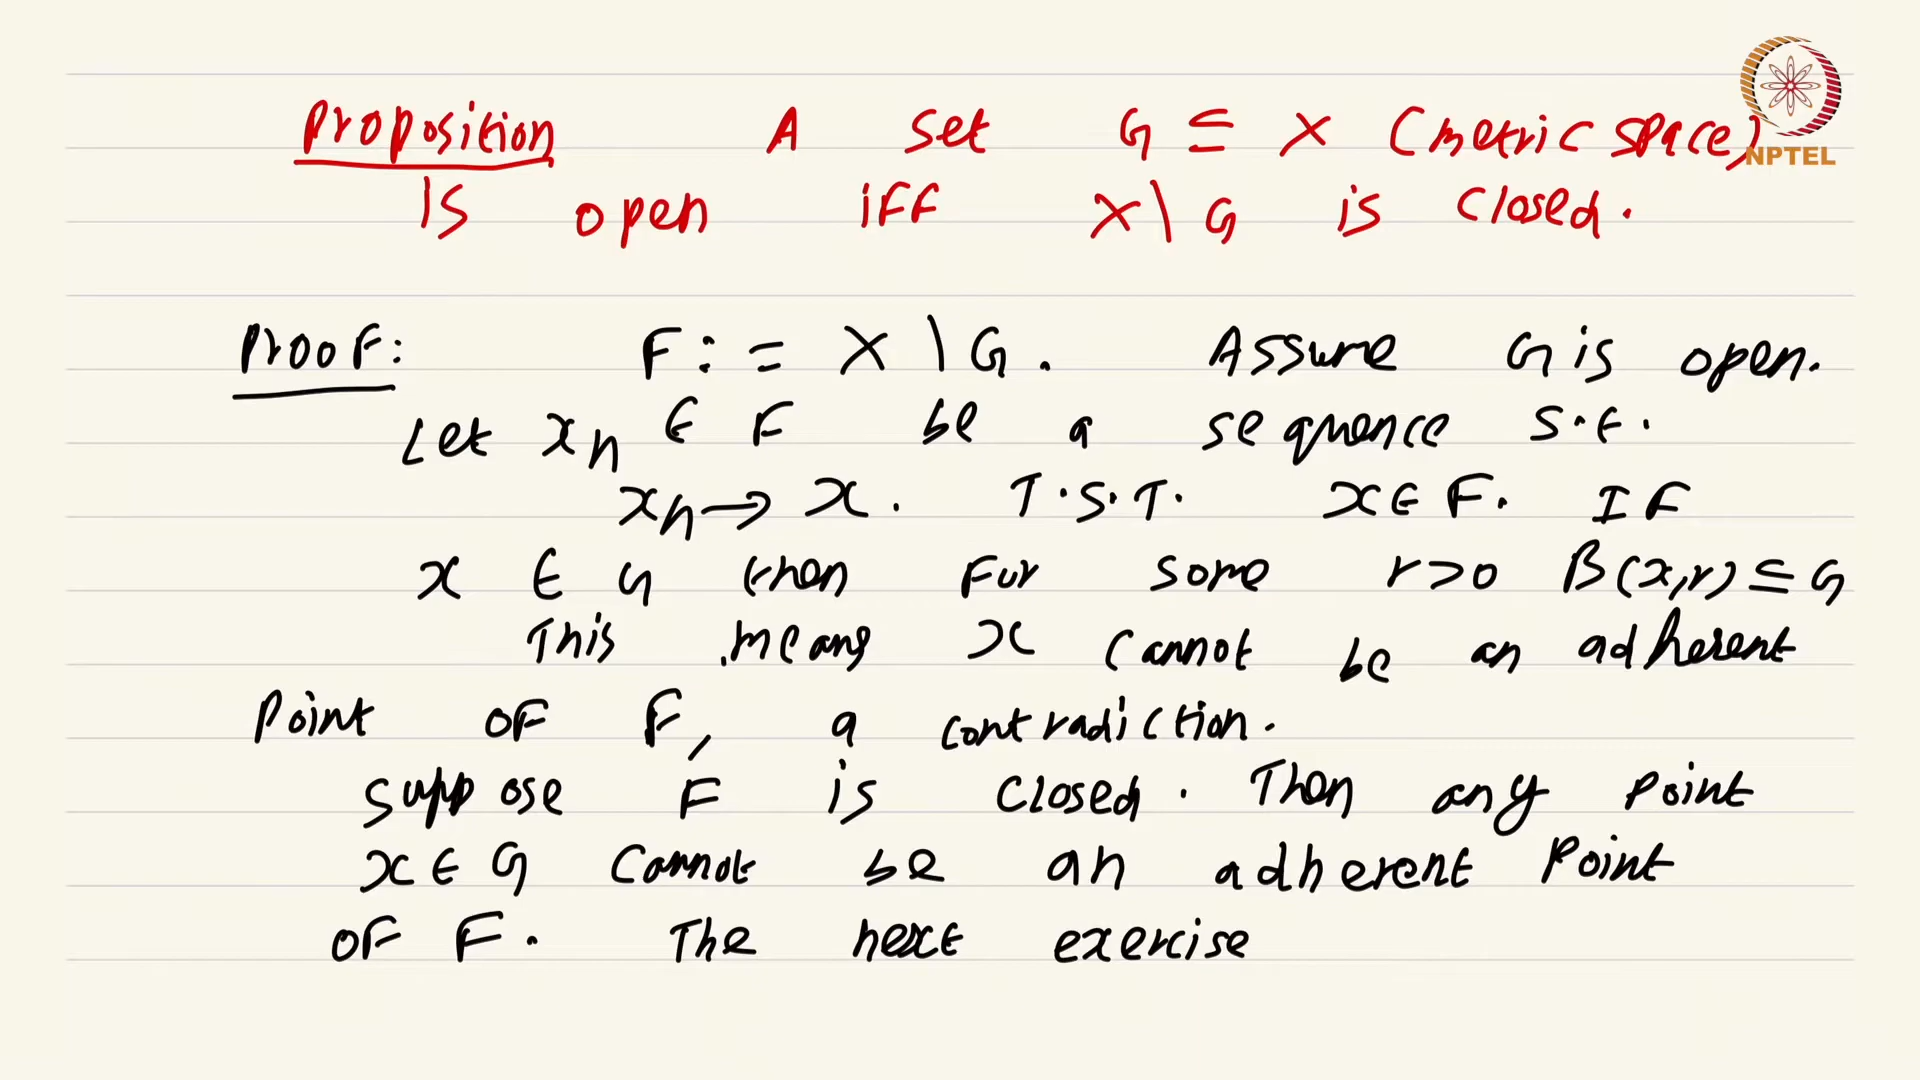 Proposition A set G ⊆ X (metric space)
NPTEL
is open iff X \ G is closed.
Proof: F := X \ G. Assume G is open.
Let xn ∈ F be a sequence s.t.
xn → x. T.S.T. x ∈ F. If
x ∈ G then for some r>0 B(x,r) ⊆ G
This means x cannot be an adherent
point of F, a contradiction.
Suppose F is closed. Then any point
x ∈ G cannot be an adherent point
of F. The next exercise